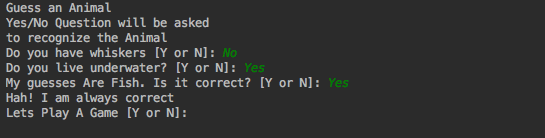 Guess an Animal
Yes/No Question will be asked
to recognize the Animal
Do you have whiskers [Y or N]: No
Do you live underwater? [Y or N]: Yes
My guesses Are Fish. Is it correct? [Y or N]: Yes
Hah! I am always correct
Lets Play A Game [Y or N]: